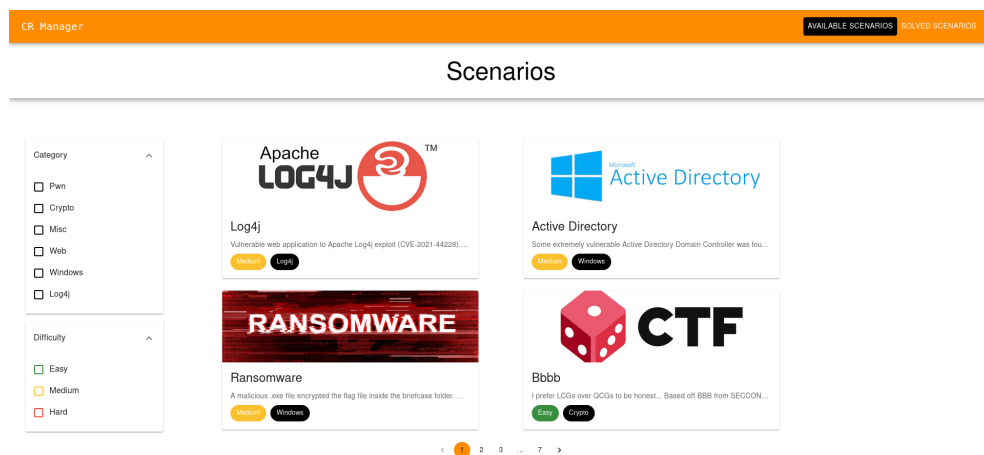 CR Manager
AVAILABLE SCENARIOS SOLVED SCENARIOS
Scenarios
Category
Pwn
Crypto
Misc
Web
Windows
Log4j
Difficulty
Easy
Medium
Hard
Apache
LOG4J
TM
Log4j
Vulnerable web application to Apache Log4j exploit (CVE-2021-44228)....
Medium Log4j
Microsoft
Active Directory
Active Directory
Some extremely vulnerable Active Directory Domain Controller was fou...
Medium Windows
RANSOMWARE
Ransomware
A malicious .exe file encrypted the flag file inside the briefcase folder. ...
Medium Windows
CTF
Bbbb
I prefer LCGs over QCGs to be honest... Based off BBB from SECCON...
Easy Crypto
‹ 1 2 3 ... 7 ›